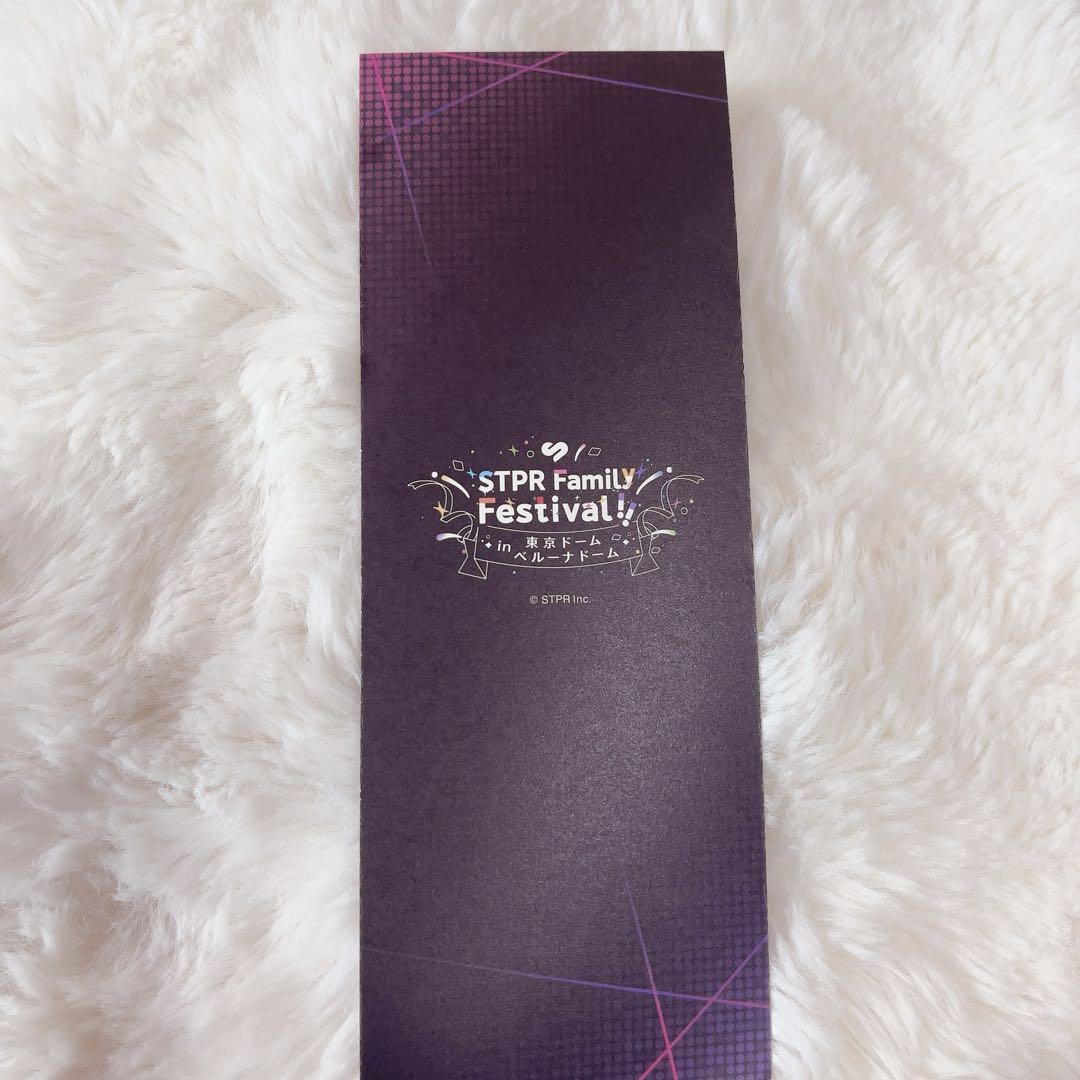 STPR Family
Festival!!
in 東京ドーム
ベルーナドーム
© STPR Inc.